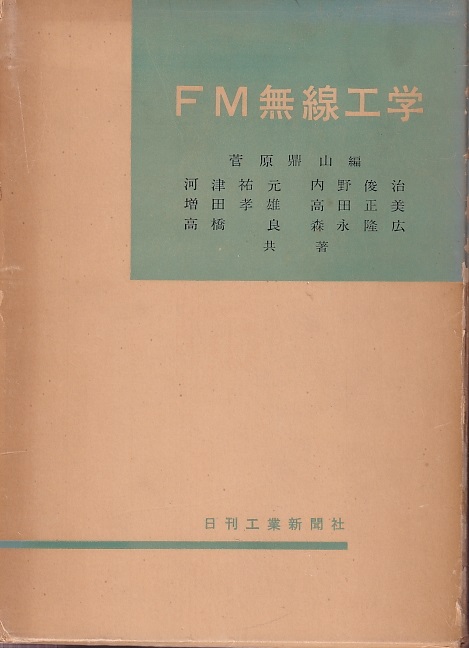 FM無線工学
菅原鼎山編
河津祐元 内野俊治
増田孝雄 高田正美
高橋良 森永隆広
共著
日刊工業新聞社